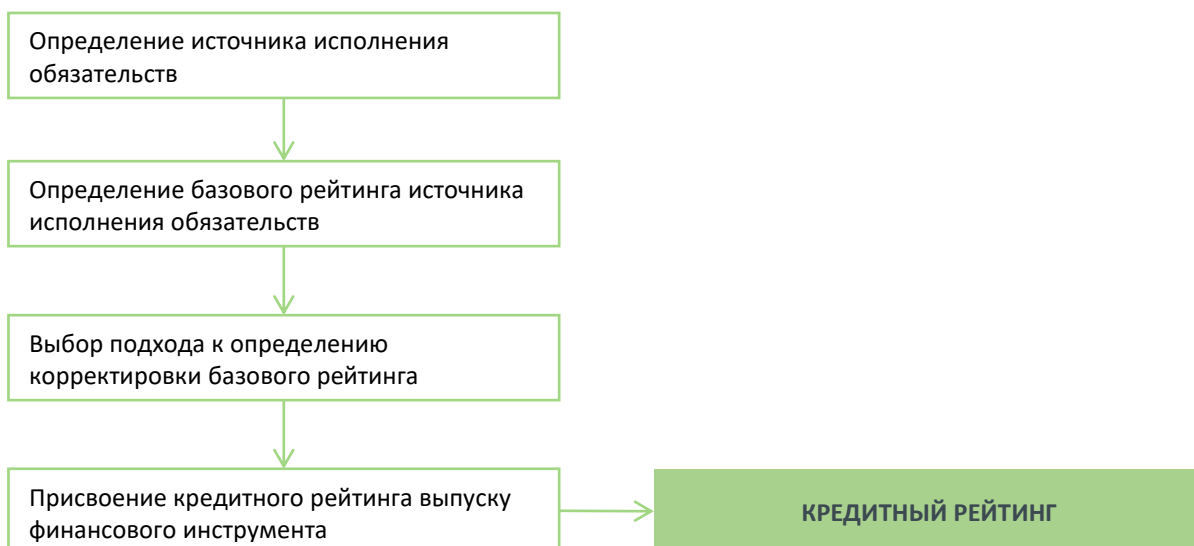 Определение источника исполнения
обязательств
Определение базового рейтинга источника
исполнения обязательств
Выбор подхода к определению
корректировки базового рейтинга
Присвоение кредитного рейтинга выпуску
финансового инструмента
КРЕДИТНЫЙ РЕЙТИНГ